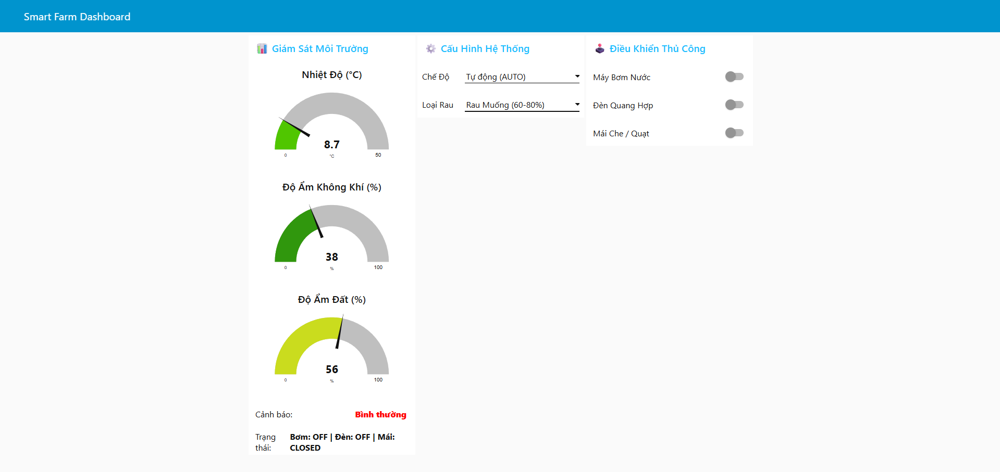 Smart Farm Dashboard
Giám Sát Môi Trường
Nhiệt Độ (°C)
8.7
°C
0
50
Độ Ẩm Không Khí (%)
38
%
0
100
Độ Ẩm Đất (%)
56
%
0
100
Cảnh báo: Bình thường
Trạng thái: Bơm: OFF | Đèn: OFF | Mái: CLOSED
Cấu Hình Hệ Thống
Chế Độ Tự động (AUTO)
Loại Rau Rau Muống (60-80%)
Điều Khiển Thủ Công
Máy Bơm Nước
Đèn Quang Hợp
Mái Che / Quạt